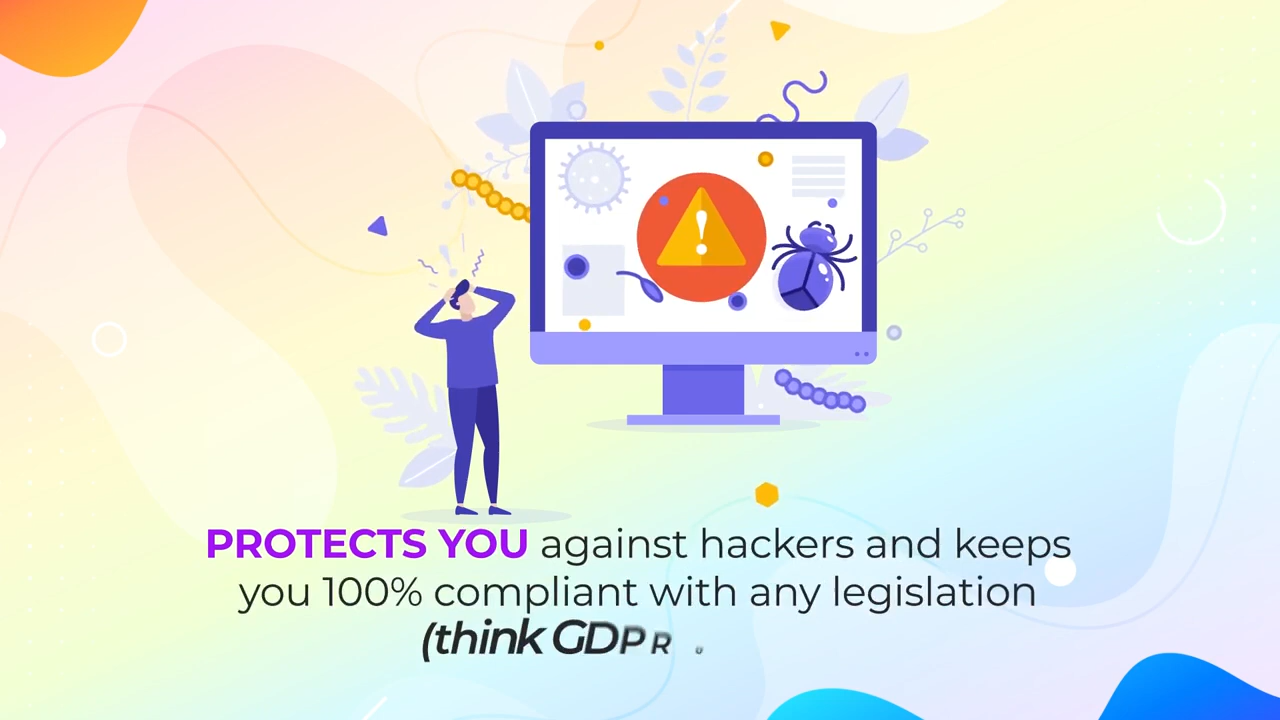 PROTECTS YOU against hackers and keeps
you 100% compliant with any legislation
(think GDPR